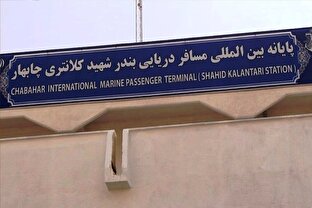 پایانه بین المللی مسافر دریایی بندر شهید کلانتری چابهار
CHABAHAR INTERNATIONAL MARINE PASSENGER TERMINAL (SHAHID KALANTARI STATION)